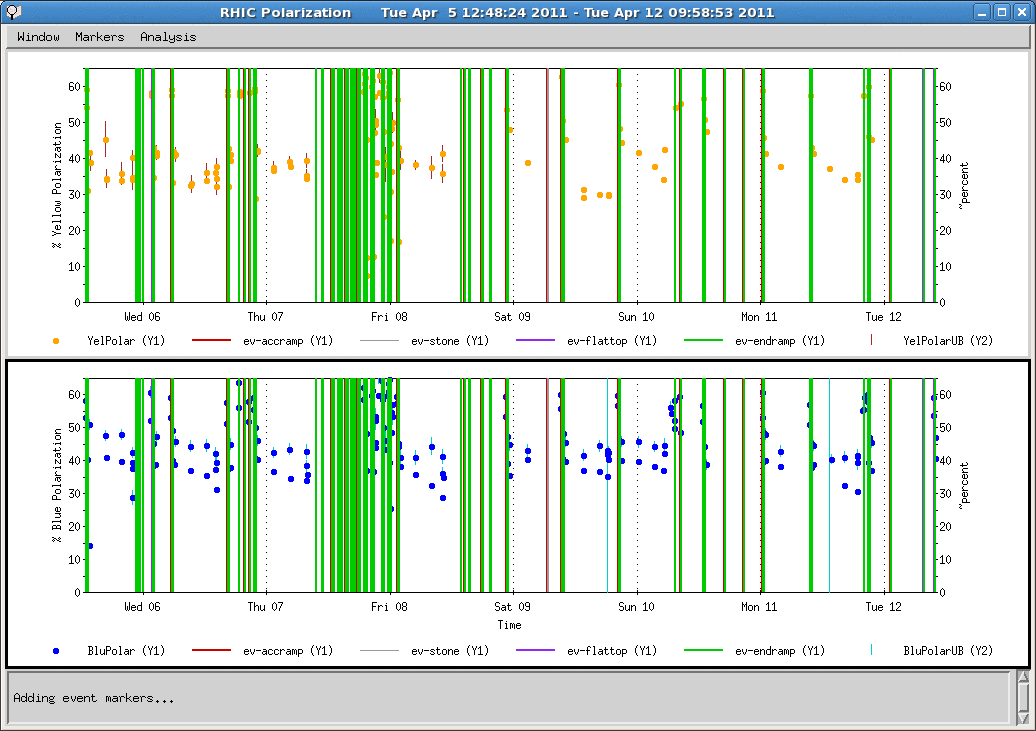 RHIC Polarization Tue Apr 5 12:48:24 2011 - Tue Apr 12 09:58:53 2011
Window Markers Analysis
% Yellow Polarization
60
50
40
30
20
10
0
60
50
40
30
20
10
0
~percent
Wed 06 Thu 07 Fri 08 Sat 09 Sun 10 Mon 11 Tue 12
YelPolar (Y1) ev-accramp (Y1) ev-stone (Y1) ev-flattop (Y1) ev-endramp (Y1) YelPolarUB (Y2)
% Blue Polarization
60
50
40
30
20
10
0
60
50
40
30
20
10
0
~percent
Wed 06 Thu 07 Fri 08 Sat 09 Sun 10 Mon 11 Tue 12
Time
BluPolar (Y1) ev-accramp (Y1) ev-stone (Y1) ev-flattop (Y1) ev-endramp (Y1) BluPolarUB (Y2)
Adding event markers...